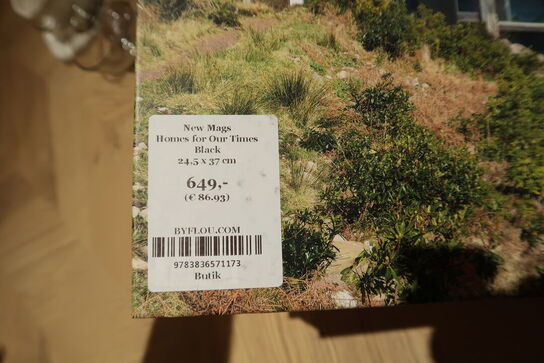 New Mags
Homes for Our Times
Black
24,5 x 37 cm
649,-
(€ 86.93)
BYFLOU.COM
9783836571173
Butik